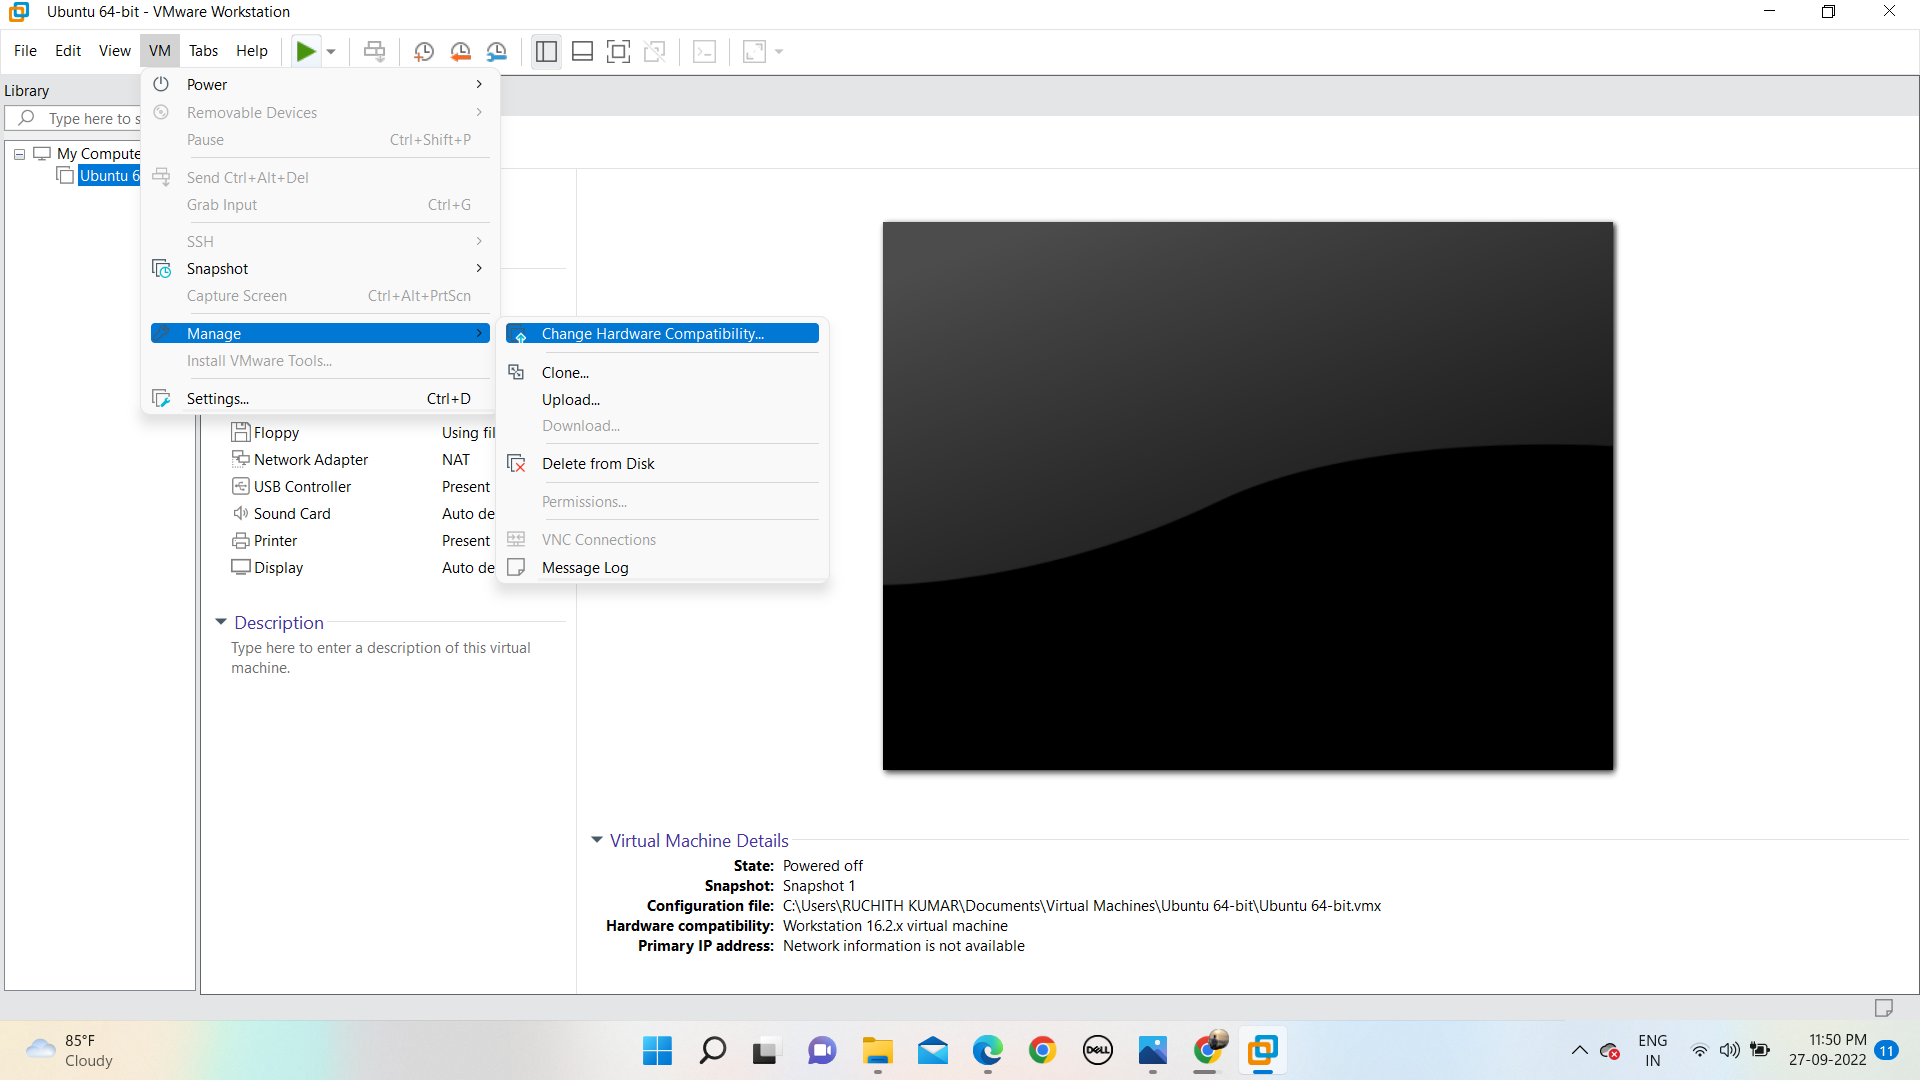 Ubuntu 64-bit - VMware Workstation
File Edit View VM Tabs Help
Library
Type here to s
My Compute
Ubuntu 6
Power
Removable Devices
Pause Ctrl+Shift+P
Send Ctrl+Alt+Del
Grab Input Ctrl+G
SSH
Snapshot
Capture Screen Ctrl+Alt+PrtScn
Manage
Install VMware Tools...
Settings... Ctrl+D
Change Hardware Compatibility...
Clone...
Upload...
Download...
Delete from Disk
Permissions...
VNC Connections
Message Log
Floppy Using fil
Network Adapter NAT
USB Controller Present
Sound Card Auto de
Printer Present
Display Auto de
Description
Type here to enter a description of this virtual
machine.
Virtual Machine Details
State: Powered off
Snapshot: Snapshot 1
Configuration file: C:\Users\RUCHITH KUMAR\Documents\Virtual Machines\Ubuntu 64-bit\Ubuntu 64-bit.vmx
Hardware compatibility: Workstation 16.2.x virtual machine
Primary IP address: Network information is not available
85°F
Cloudy
DELL
ENG
IN
11:50 PM
27-09-2022
11